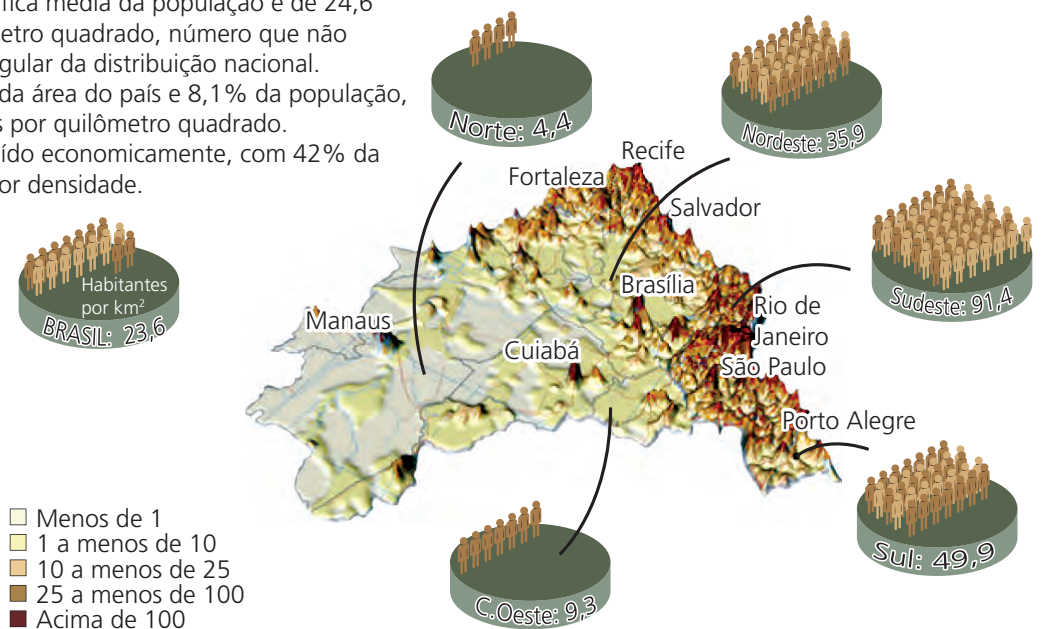 fica média da população é de 24,6
etro quadrado, número que não
gular da distribuição nacional.
da área do país e 8,1% da população,
s por quilômetro quadrado.
ído economicamente, com 42% da
or densidade.
Norte: 4,4
Nordeste: 35,9
Recife
Fortaleza
Salvador
Habitantes
por km²
BRASIL: 23,6
Brasília
Sudeste: 91,4
Manaus
Rio de
Janeiro
Cuiabá
São Paulo
Porto Alegre
Menos de 1
1 a menos de 10
10 a menos de 25
25 a menos de 100
Acima de 100
C.Oeste: 9,3
Sul: 49,9